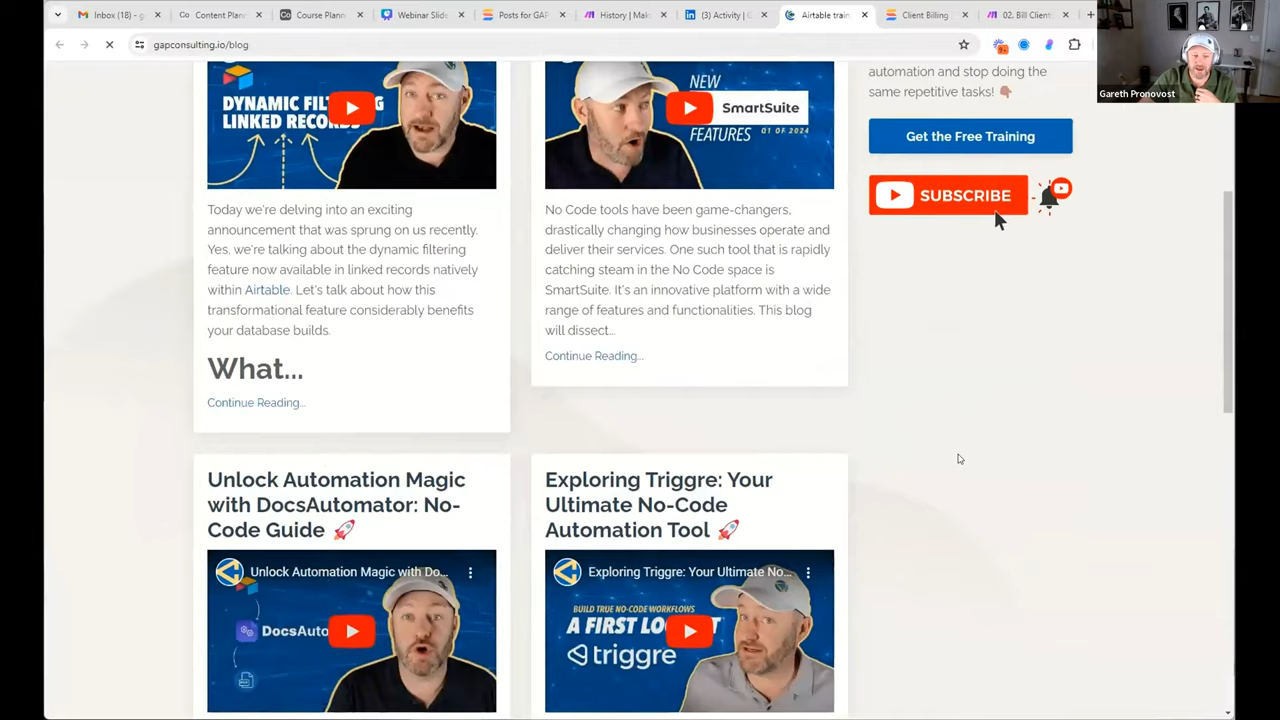 Inbox (18) - g
Content Plann
Course Plann
Webinar Slide
Posts for GAP
History | Mak
(3) Activity | G
Airtable train
Client Billing
02. Bill Clients
gapconsulting.io/blog
9+
Gareth Pronovost
DYNAMIC FILTERING
LINKED RECORDS
NEW
SmartSuite
FEATURES Q1 OF 2024
automation and stop doing the
same repetitive tasks! 👇🏽
Get the Free Training
SUBSCRIBE
Today we're delving into an exciting
announcement that was sprung on us recently.
Yes. we're talking about the dynamic filtering
feature now available in linked records natively
within Airtable. Let's talk about how this
transformational feature considerably benefits
your database builds.
What...
Continue Reading...
No Code tools have been game-changers,
drastically changing how businesses operate and
deliver their services. One such tool that is rapidly
catching steam in the No Code space is
SmartSuite. It's an innovative platform with a wide
range of features and functionalities. This blog
will dissect...
Continue Reading...
Unlock Automation Magic
with DocsAutomator: No-
Code Guide 🚀
Unlock Automation Magic with Do...
DocsAuto
Exploring Triggre: Your
Ultimate No-Code
Automation Tool 🚀
Exploring Triggre: Your Ultimate No...
BUILD TRUE NO-CODE WORKFLOWS
A FIRST LO T
triggre